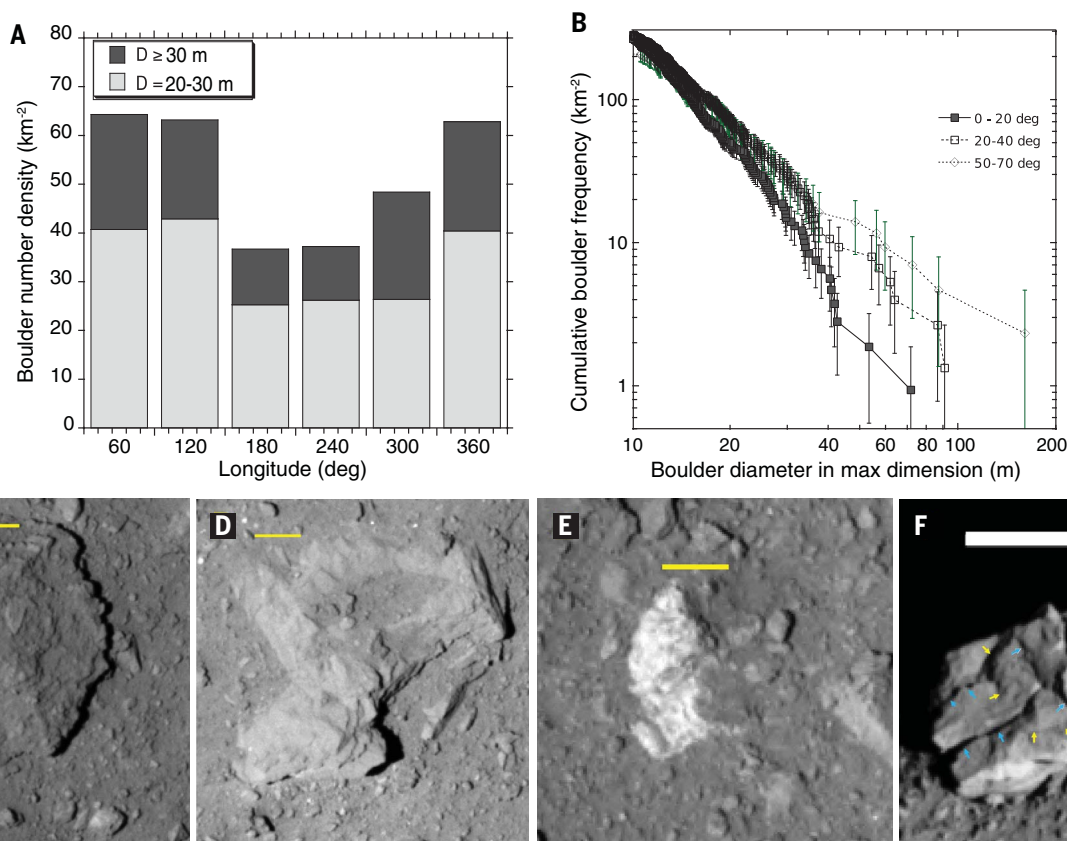 A
80
70
60
50
40
30
20
10
0
Boulder number density (km-2)
D ≥ 30 m
D = 20-30 m
60 120 180 240 300 360
Longitude (deg)
B
100
10
1
Cumulative boulder frequency (km-2)
0 - 20 deg
20-40 deg
50-70 deg
10 20 40 60 80 100 200
Boulder diameter in max dimension (m)
D
E
F